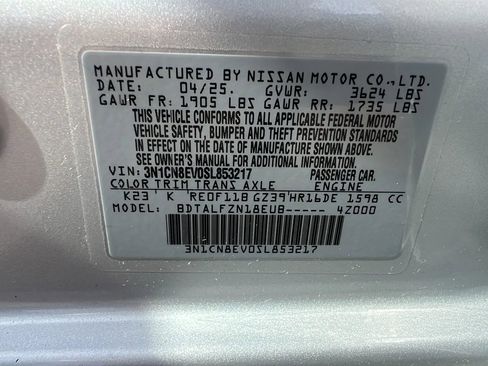 MANUFACTURED BY NISSAN MOTOR CO.,LTD.
DATE: 04/25. GVWR: 3624 LBS
GAWR FR: 1905 LBS GAWR RR: 1735 LBS
THIS VEHICLE CONFORMS TO ALL APPLICABLE FEDERAL MOTOR
VEHICLE SAFETY, BUMPER AND THEFT PREVENTION STANDARDS
IN EFFECT ON THE DATE OF MANUFACTURE SHOWN ABOVE.
SEE OWNER'S MANUAL FOR ADDITIONAL INFORMATION
VIN: 3N1CN8EV0SL853217 PASSENGER CAR.
COLOR TRIM TRANS AXLE ENGINE
K23 K RE0F11B GZ39 HR16DE 1598 CC
MODEL: BDTALFZN18EUB----- 4Z000
3N1CN8EV0SL853217